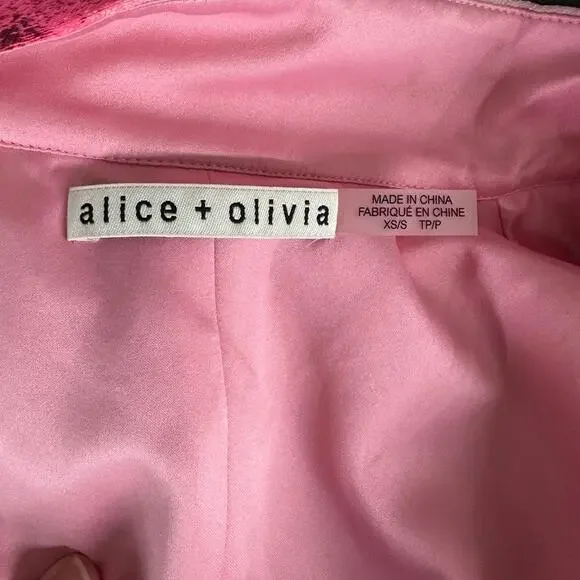 alice + olivia
MADE IN CHINA
FABRIQUÉ EN CHINE
XS/S TP/P